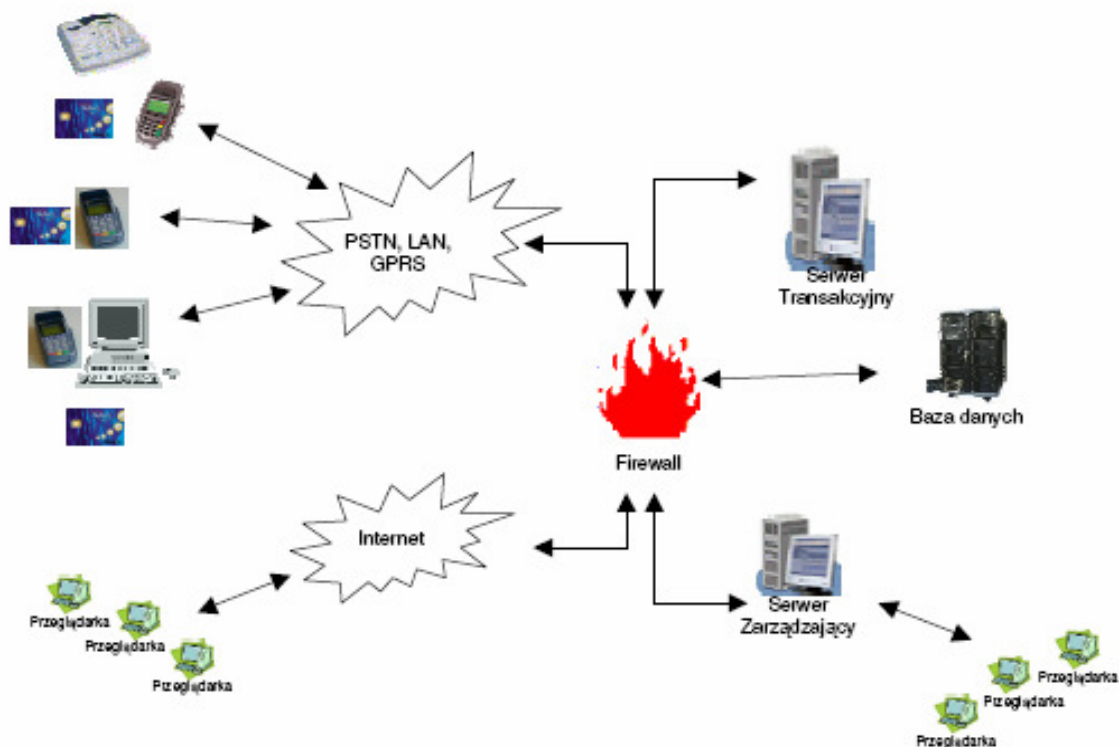 PSTN, LAN,
GPRS
Serwer
Transakcyjny
Baza danych
Firewall
Internet
Serwer
Zarządzający
Przeglądarka
Przeglądarka
Przeglądarka
Przeglądarka
Przeglądarka
Przeglądarka